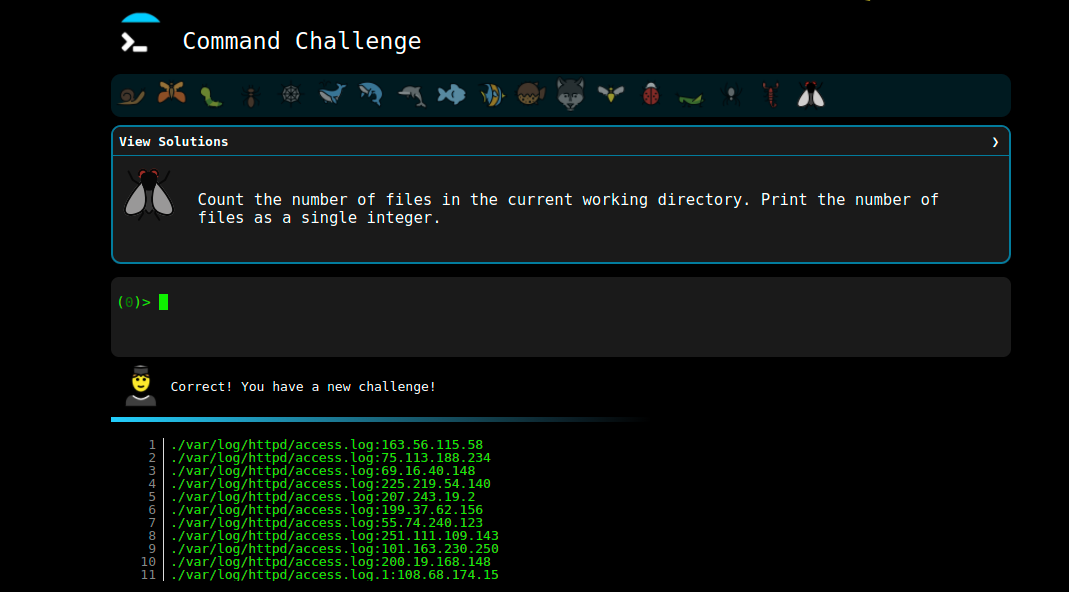 Command Challenge
View Solutions ❯
Count the number of files in the current working directory. Print the number of
files as a single integer.
(0)>
Correct! You have a new challenge!
1 ./var/log/httpd/access.log:163.56.115.58
2 ./var/log/httpd/access.log:75.113.188.234
3 ./var/log/httpd/access.log:69.16.40.148
4 ./var/log/httpd/access.log:225.219.54.140
5 ./var/log/httpd/access.log:207.243.19.2
6 ./var/log/httpd/access.log:199.37.62.156
7 ./var/log/httpd/access.log:55.74.240.123
8 ./var/log/httpd/access.log:251.111.109.143
9 ./var/log/httpd/access.log:101.163.230.250
10 ./var/log/httpd/access.log:200.19.168.148
11 ./var/log/httpd/access.log.1:108.68.174.15